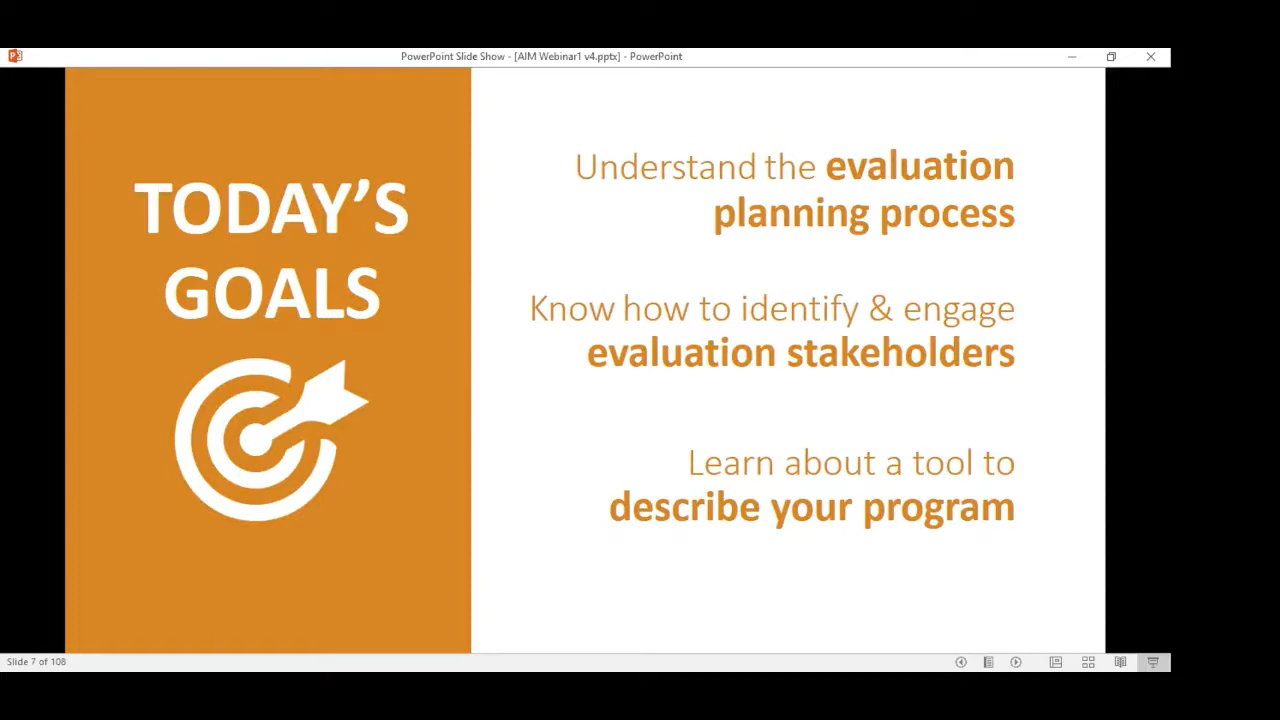 PowerPoint Slide Show - [AIM Webinar1 v4.pptx] - PowerPoint
TODAY'S
GOALS
Understand the evaluation
planning process
Know how to identify & engage
evaluation stakeholders
Learn about a tool to
describe your program
Slide 7 of 108